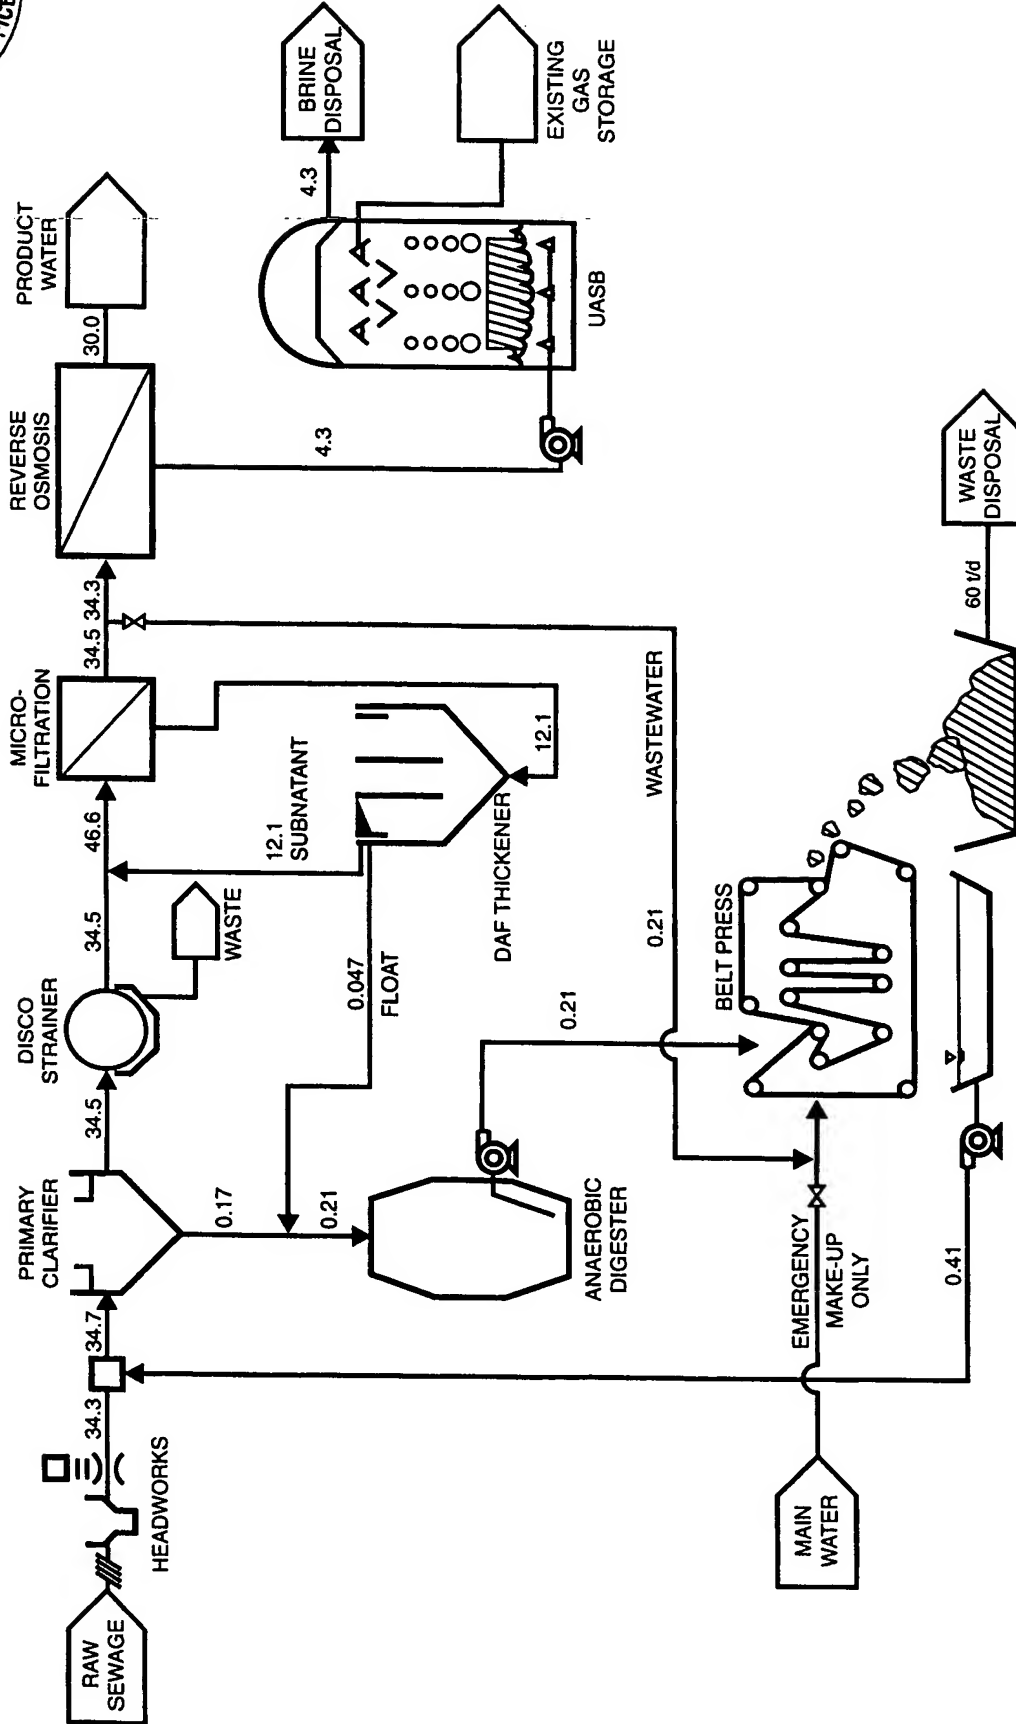 RAW
SEWAGE
HEADWORKS
34.3
34.7
PRIMARY
CLARIFIER
34.5
DISCO
STRAINER
34.5
46.6
MICRO-
FILTRATION
34.5
34.3
REVERSE
OSMOSIS
30.0
PRODUCT
WATER
WASTE
12.1
SUBNATANT
DAF THICKENER
12.1
0.17
0.21
0.047
FLOAT
ANAEROBIC
DIGESTER
0.21
4.3
UASB
4.3
BRINE
DISPOSAL
EXISTING
GAS
STORAGE
WASTEWATER
0.21
BELT PRESS
MAIN
WATER
EMERGENCY
MAKE-UP
ONLY
0.41
60 t/d
WASTE
DISPOSAL